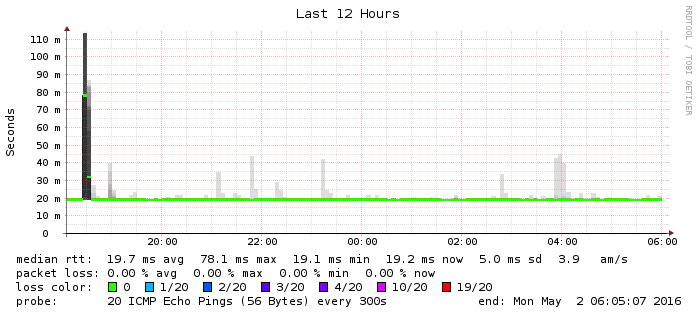 Last 12 Hours
RRDTOOL / TOBI OETIKER
Seconds
110 m
100 m
90 m
80 m
70 m
60 m
50 m
40 m
30 m
20 m
10 m
0
20:00 22:00 00:00 02:00 04:00 06:00
median rtt: 19.7 ms avg 78.1 ms max 19.1 ms min 19.2 ms now 5.0 ms sd 3.9 am/s
packet loss: 0.00 % avg 0.00 % max 0.00 % min 0.00 % now
loss color: 0 1/20 2/20 3/20 4/20 10/20 19/20
probe: 20 ICMP Echo Pings (56 Bytes) every 300s end: Mon May 2 06:05:07 2016